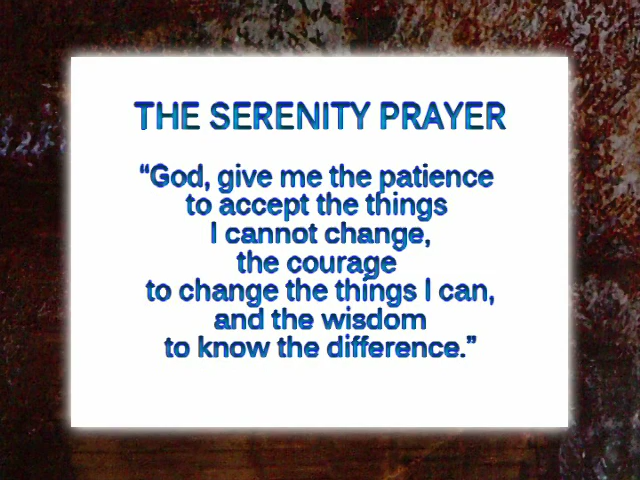 THE SERENITY PRAYER
“God, give me the patience
to accept the things
I cannot change,
the courage
to change the things I can,
and the wisdom
to know the difference.”